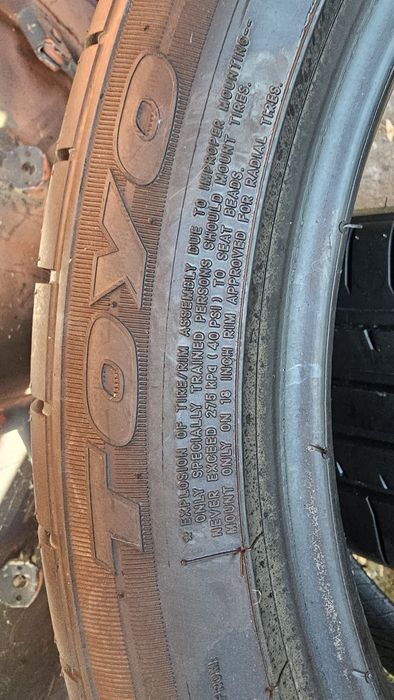 TOYO
* EXPLOSION OF TIRE/RIM ASSEMBLY DUE TO IMPROPER MOUNTING--
ONLY SPECIALLY TRAINED PERSONS SHOULD MOUNT TIRES.
NEVER EXCEED 275 KPa (40 PSI) TO SEAT BEADS.
MOUNT ONLY ON 18 INCH RIM APPROVED FOR RADIAL TIRES.